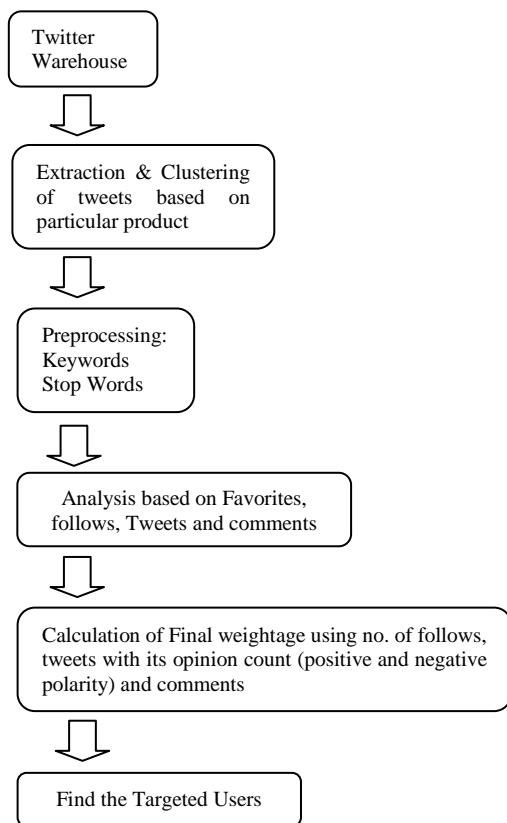 Twitter
Warehouse
Extraction & Clustering
of tweets based on
particular product
Preprocessing:
Keywords
Stop Words
Analysis based on Favorites,
follows, Tweets and comments
Calculation of Final weightage using no. of follows,
tweets with its opinion count (positive and negative
polarity) and comments
Find the Targeted Users